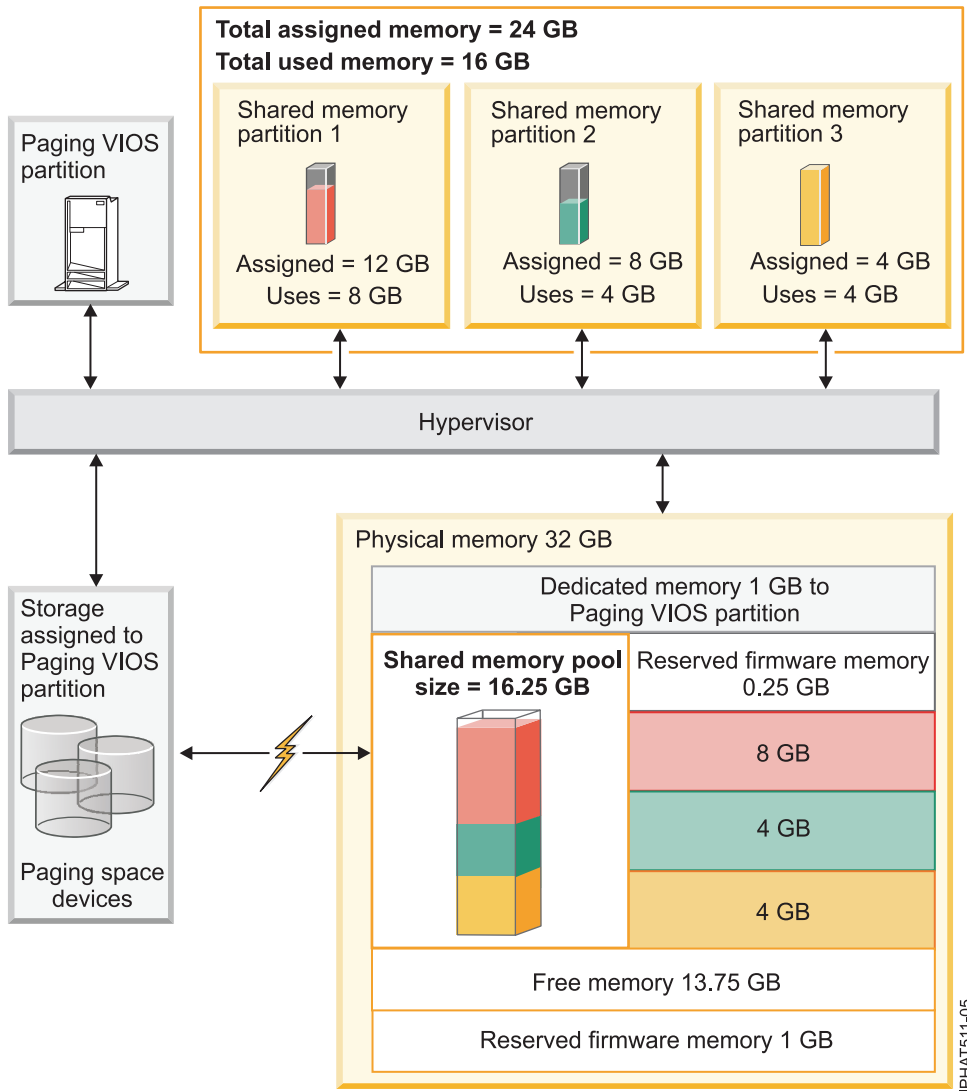 Total assigned memory = 24 GB
Total used memory = 16 GB
Paging VIOS
partition
Shared memory
partition 1
Assigned = 12 GB
Uses = 8 GB
Shared memory
partition 2
Assigned = 8 GB
Uses = 4 GB
Shared memory
partition 3
Assigned = 4 GB
Uses = 4 GB
Hypervisor
Storage
assigned to
Paging VIOS
partition
Paging space
devices
Physical memory 32 GB
Dedicated memory 1 GB to
Paging VIOS partition
Shared memory pool
size = 16.25 GB
Reserved firmware memory
0.25 GB
8 GB
4 GB
4 GB
Free memory 13.75 GB
Reserved firmware memory 1 GB
IPHAT511-05